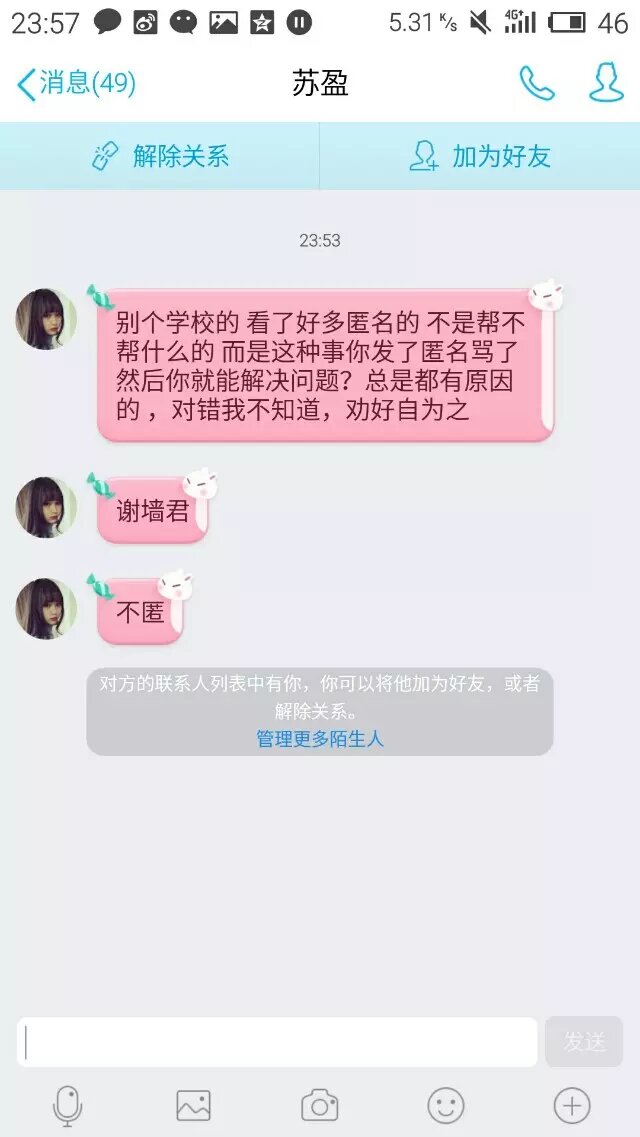 23:57 5.31 K/s 4G+ 46
消息(49) 苏盈
解除关系 加为好友
23:53
别个学校的 看了好多匿名的 不是帮不
帮什么的 而是这种事你发了匿名骂了
然后你就能解决问题？总是都有原因
的 ，对错我不知道，劝好自为之
谢墙君
不匿
对方的联系人列表中有你，你可以将他加为好友，或者
解除关系。
管理更多陌生人
发送